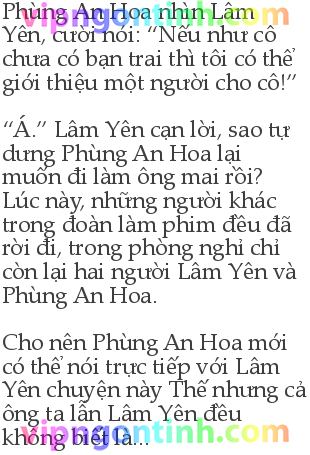 Phùng An Hoa nhìn Lâm
vipngontinh.com
Yên, cười nói: “Nếu như cô
chưa có bạn trai thì tôi có thể
giới thiệu một người cho cô!”
“Á.” Lâm Yên cạn lời, sao tự
dưng Phùng An Hoa lại
muốn đi làm ông mai rồi?
Lúc này, những người khác
trong đoàn làm phim đều đã
rời đi, trong phòng nghỉ chỉ
còn lại hai người Lâm Yên và
Phùng An Hoa.
Cho nên Phùng An Hoa mới
có thể nói trực tiếp với Lâm
Yên chuyện này Thế nhưng cả
ông ta lẫn Lâm Yên đều
vipngontinh.com
không biết là...